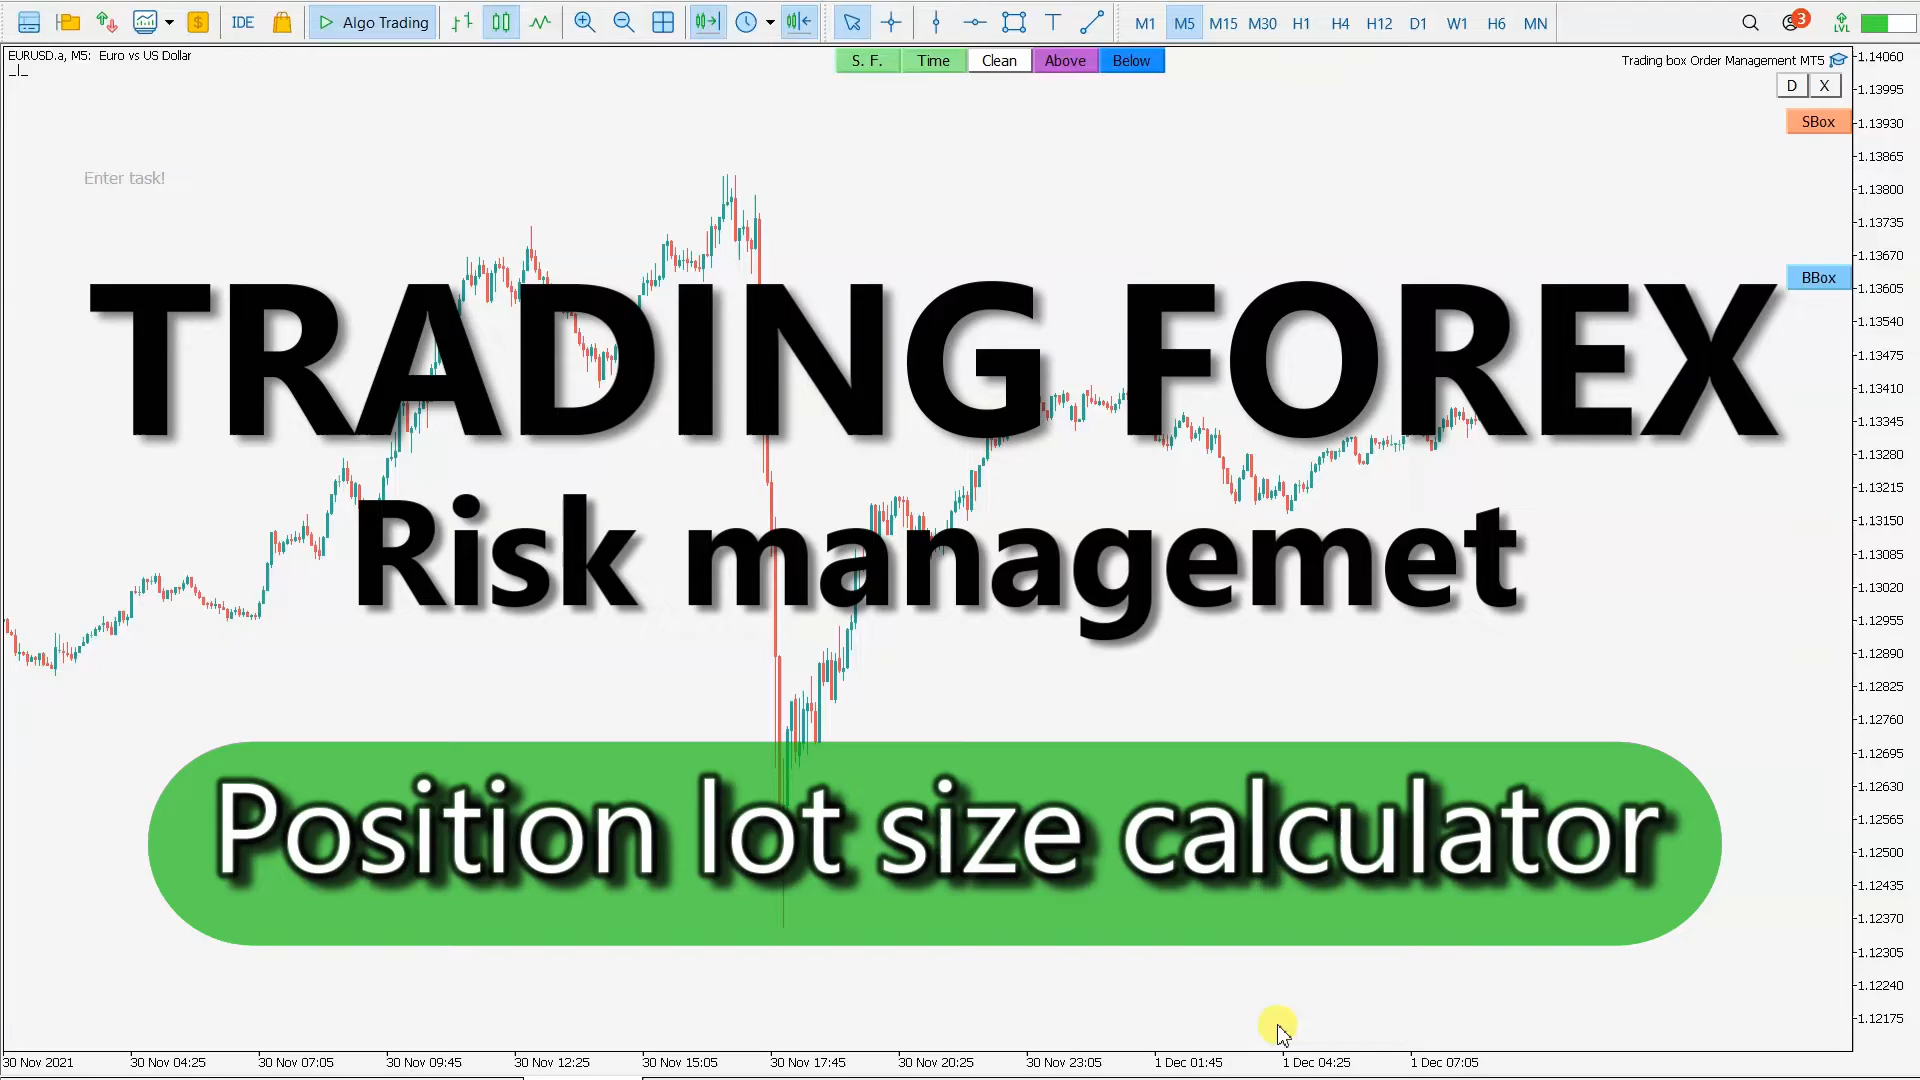 IDE Algo Trading M1 M5 M15 M30 H1 H4 H12 D1 W1 H6 MN 3 LVL
EURUSD.a, M5: Euro vs US Dollar
S. F. Time Clean Above Below
Trading box Order Management MT5
D X
SBox
Enter task!
BBox
TRADING FOREX
Risk managemet
Position lot size calculator
1.14060
1.13995
1.13930
1.13865
1.13800
1.13735
1.13670
1.13605
1.13540
1.13475
1.13410
1.13345
1.13280
1.13215
1.13150
1.13085
1.13020
1.12955
1.12890
1.12825
1.12760
1.12695
1.12630
1.12565
1.12500
1.12435
1.12370
1.12305
1.12240
1.12175
30 Nov 2021 30 Nov 04:25 30 Nov 07:05 30 Nov 09:45 30 Nov 12:25 30 Nov 15:05 30 Nov 17:45 30 Nov 20:25 30 Nov 23:05 1 Dec 01:45 1 Dec 04:25 1 Dec 07:05